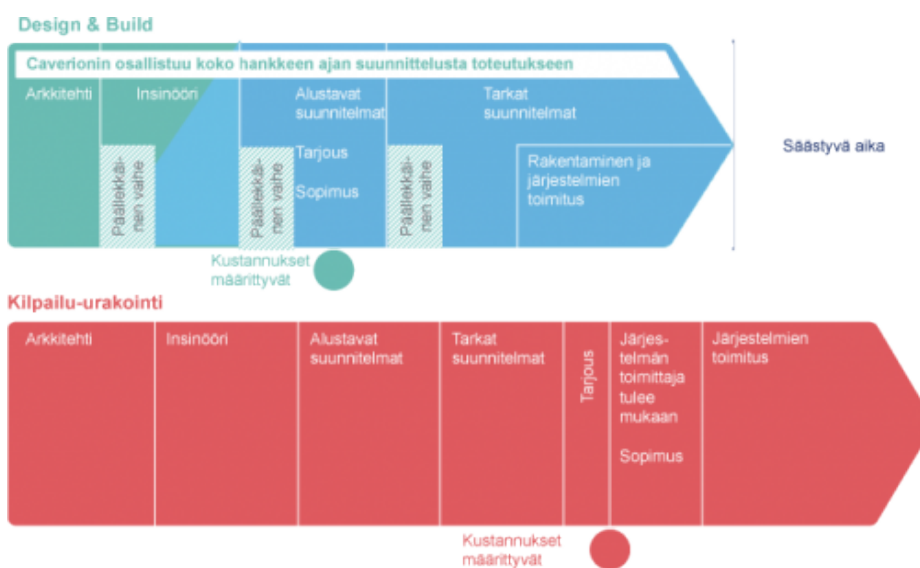 Design & Build
Caverionin osallistuu koko hankkeen ajan suunnittelusta toteutukseen
Arkkitehti
Insinööri
Alustavat
suunnitelmat
Tarjous
Sopimus
Tarkat
suunnitelmat
Rakentaminen ja
järjestelmien
toimitus
Päällekkäi-
nen vaihe
Päällekkäi-
nen vaihe
Päällekkäi-
nen vaihe
Säästyvä aika
Kustannukset
määrittyvät
Kilpailu-urakointi
Arkkitehti
Insinööri
Alustavat
suunnitelmat
Tarkat
suunnitelmat
Tarjous
Järjes-
telmän
toimittaja
tulee
mukaan
Sopimus
Järjestelmien
toimitus
Kustannukset
määrittyvät